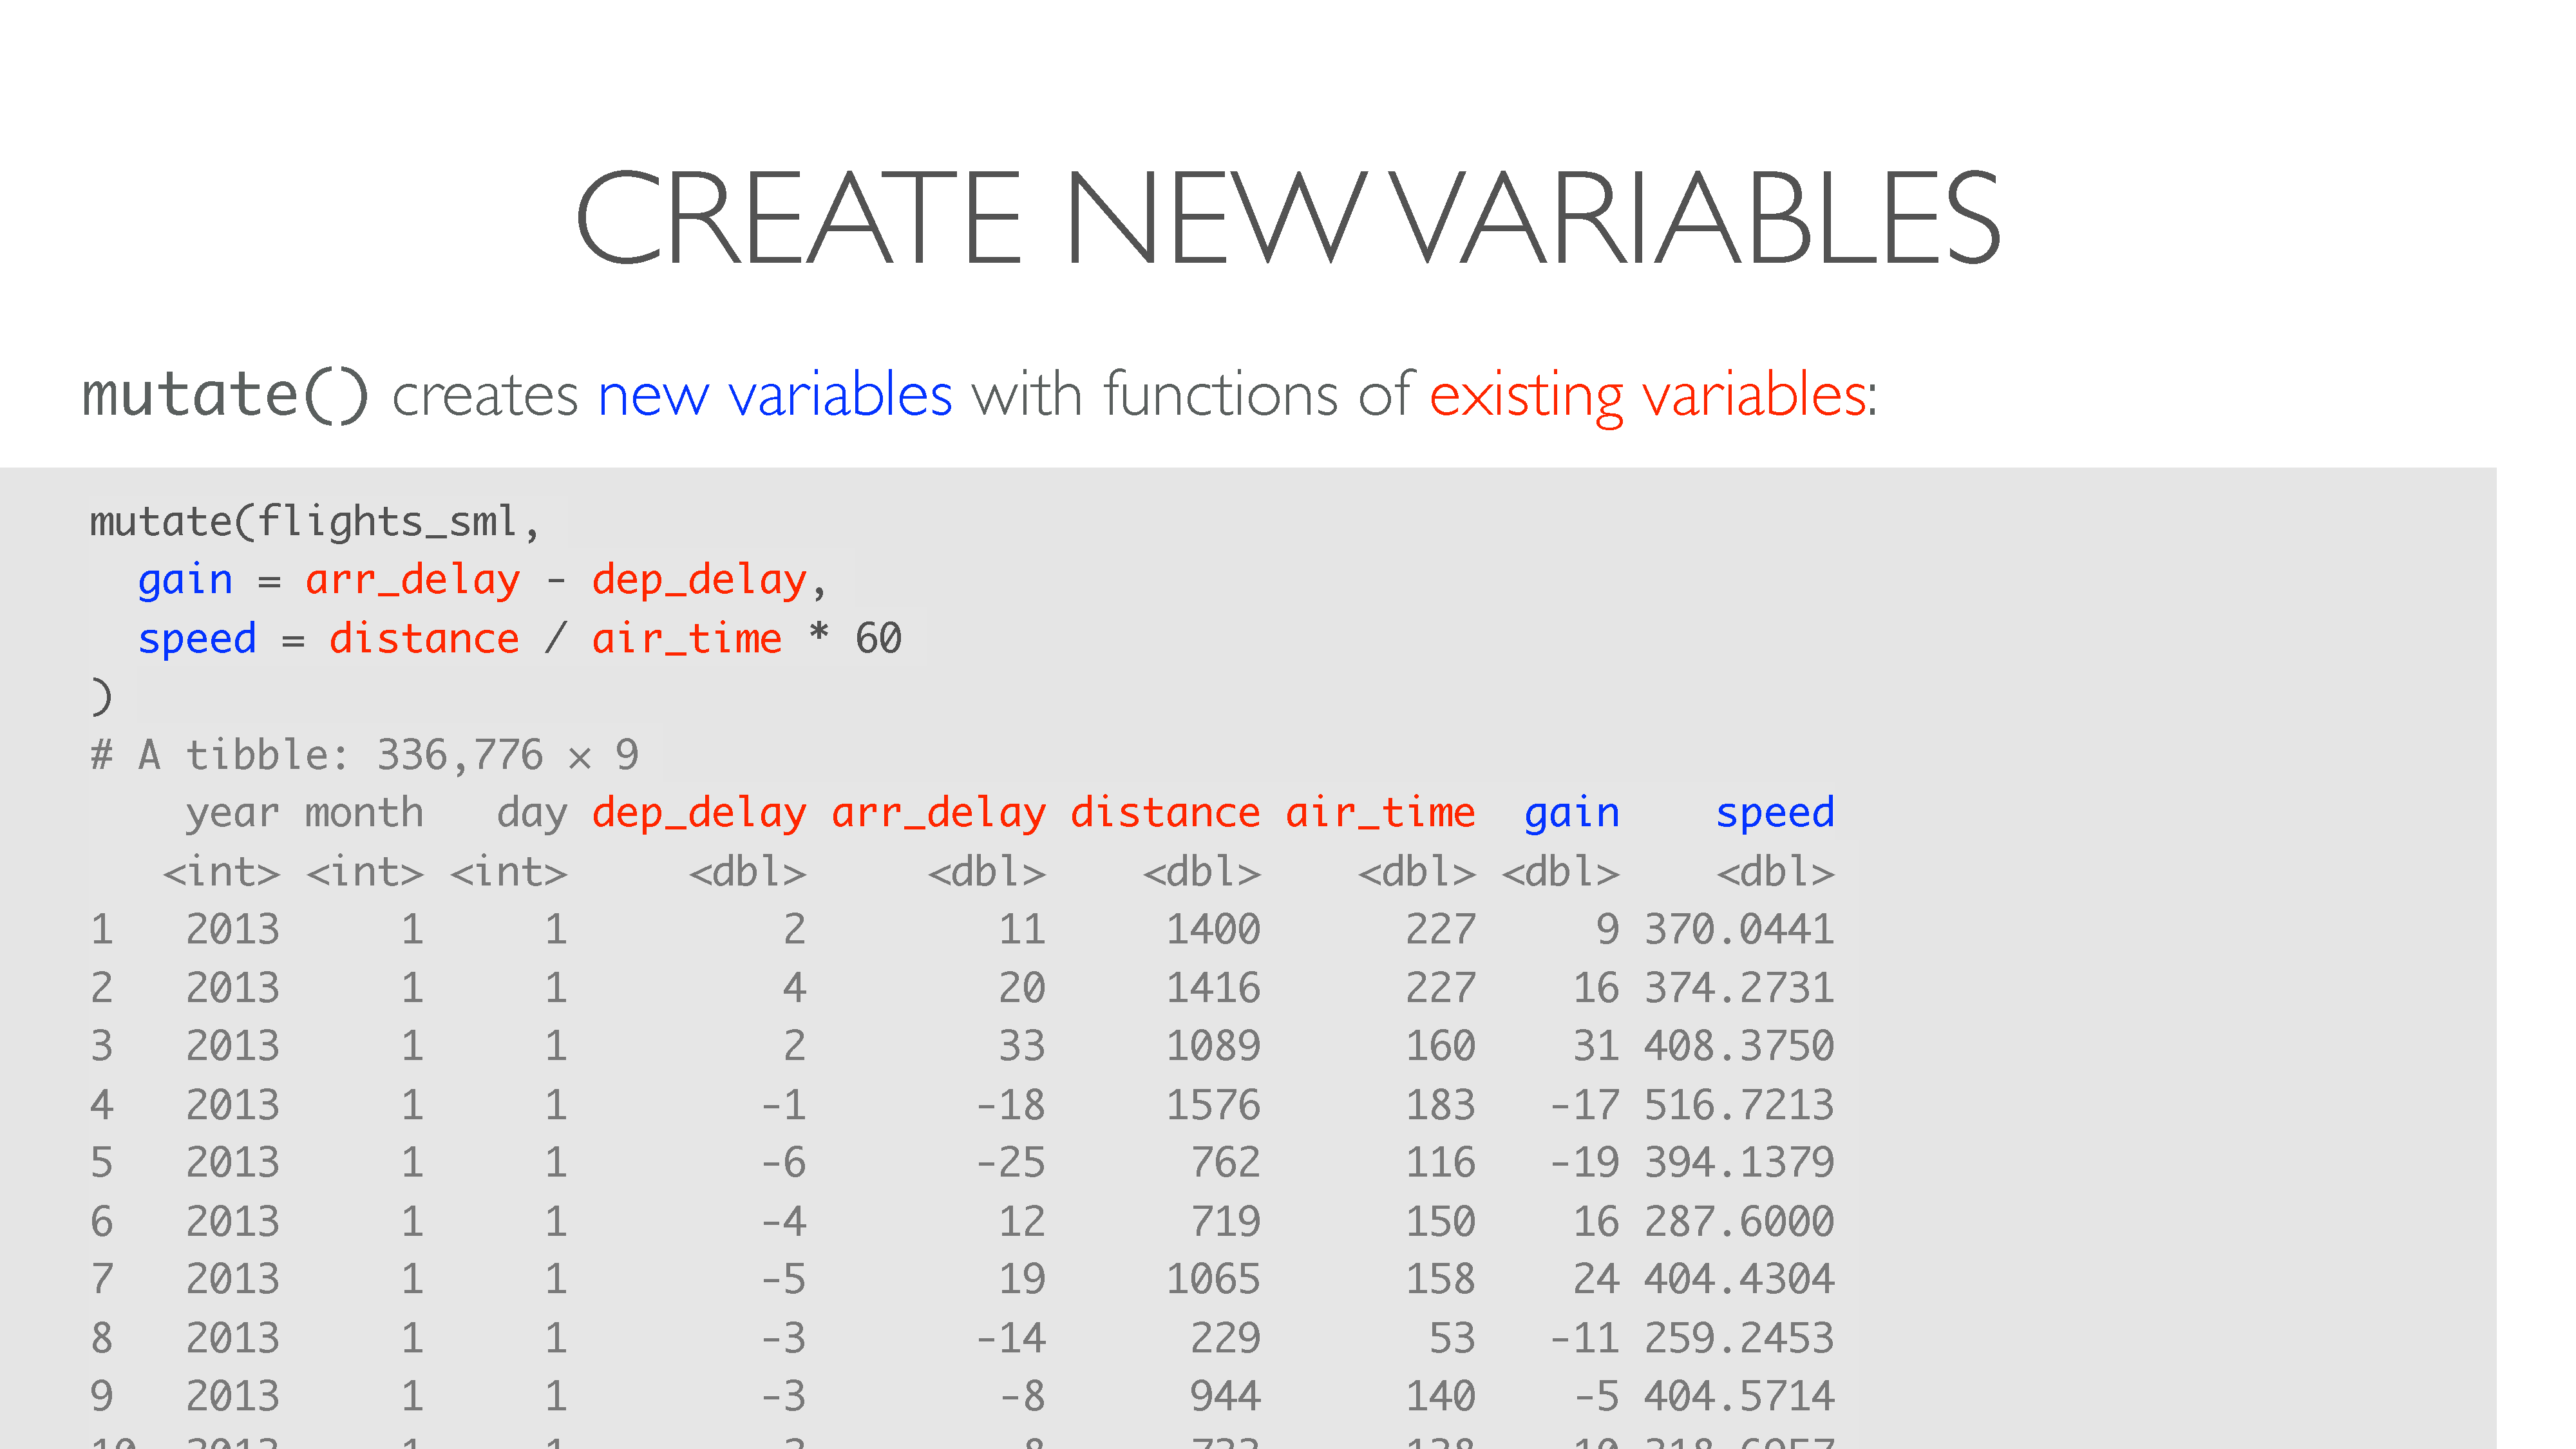 CREATE NEW VARIABLES
mutate() creates new variables with functions of existing variables:
mutate(flights_sml,
  gain = arr_delay - dep_delay,
  speed = distance / air_time * 60
)
# A tibble: 336,776 × 9
    year month   day dep_delay arr_delay distance air_time  gain    speed
   <int> <int> <int>     <dbl>     <dbl>    <dbl>    <dbl> <dbl>    <dbl>
1   2013     1     1         2        11     1400      227     9 370.0441
2   2013     1     1         4        20     1416      227    16 374.2731
3   2013     1     1         2        33     1089      160    31 408.3750
4   2013     1     1        -1       -18     1576      183   -17 516.7213
5   2013     1     1        -6       -25      762      116   -19 394.1379
6   2013     1     1        -4        12      719      150    16 287.6000
7   2013     1     1        -5        19     1065      158    24 404.4304
8   2013     1     1        -3       -14      229       53   -11 259.2453
9   2013     1     1        -3        -8      944      140    -5 404.5714